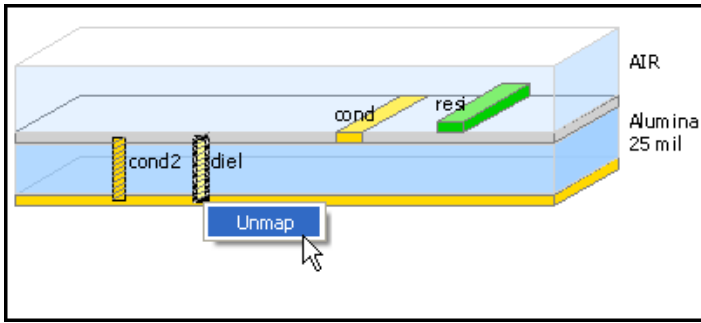 AIR
cond
resi
Alumina
25 mil
cond2
diel
Unmap